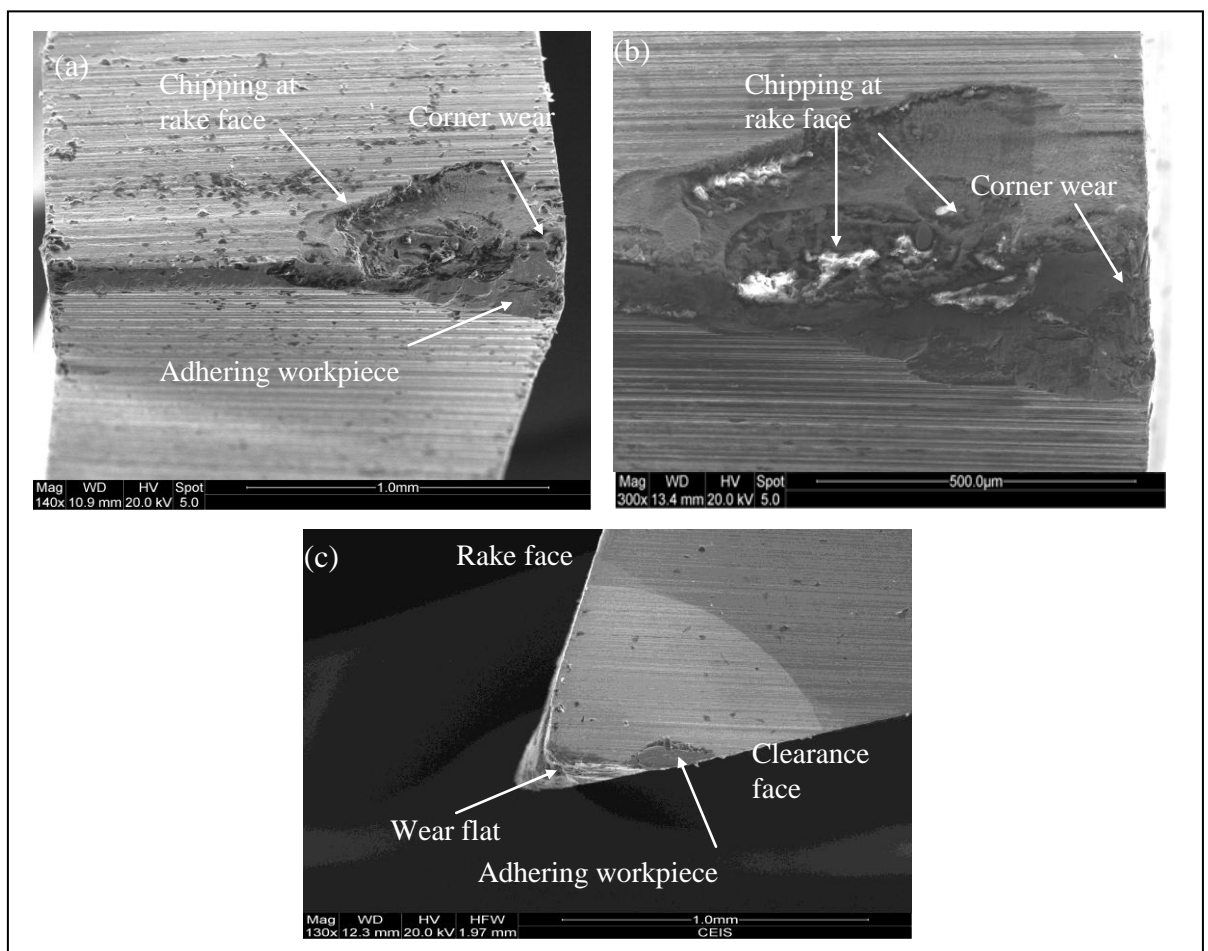 (a)
Chipping at
rake face
Corner wear
Adhering workpiece
Mag WD HV Spot 1.0mm
140x 10.9 mm 20.0 kV 5.0
(b)
Chipping at
rake face
Corner wear
Mag WD HV Spot 500.0µm
300x 13.4 mm 20.0 kV 5.0
(c)
Rake face
Clearance
face
Wear flat
Adhering workpiece
Mag WD HV HFW 1.0mm
130x 12.3 mm 20.0 kV 1.97 mm CEIS